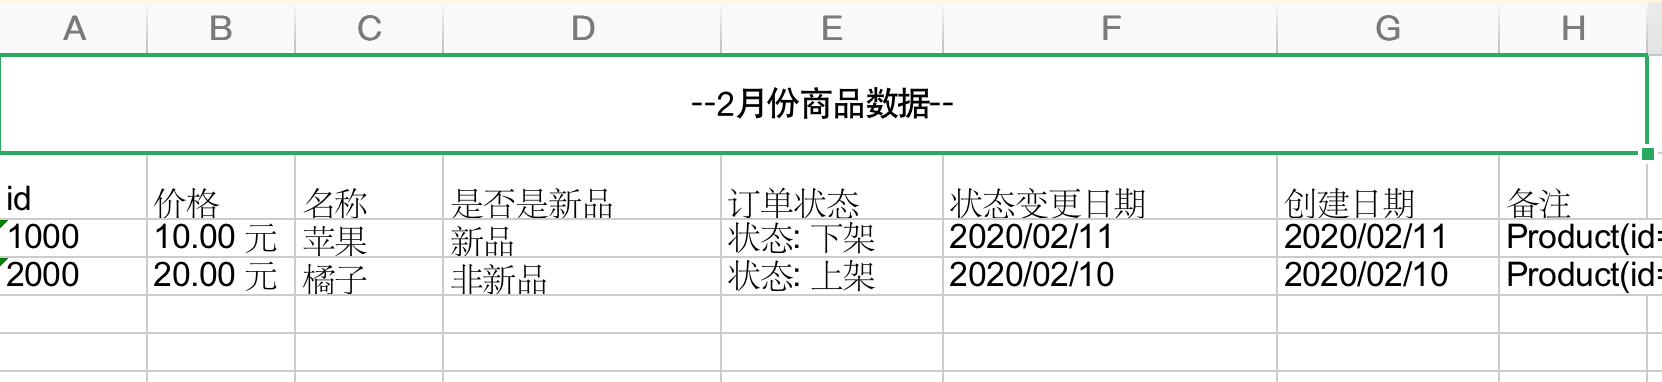 A B C D E F G H
--2月份商品数据--
id 价格 名称 是否是新品 订单状态 状态变更日期 创建日期 备注
1000 10.00 元 苹果 新品 状态: 下架 2020/02/11 2020/02/11 Product(id=
2000 20.00 元 橘子 非新品 状态: 上架 2020/02/10 2020/02/10 Product(id=